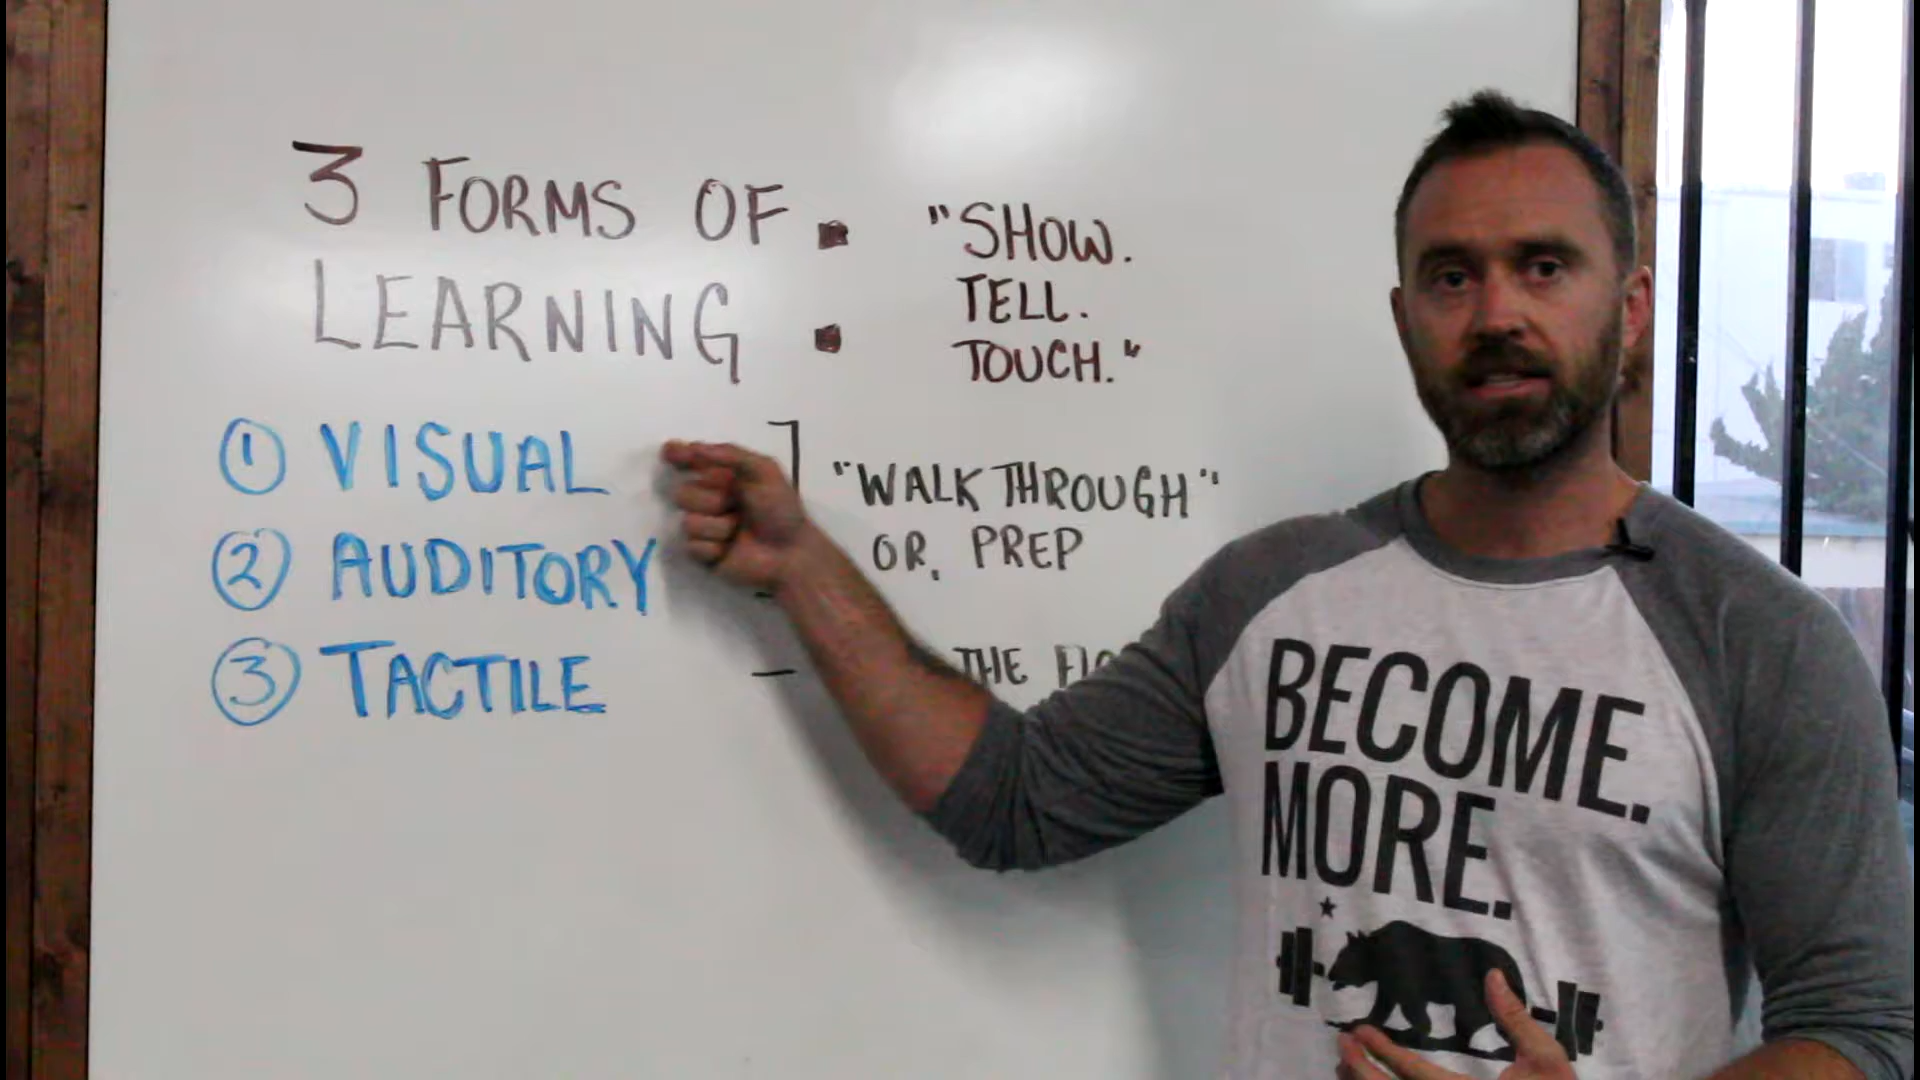 3 FORMS OF :
LEARNING
"SHOW.
TELL.
TOUCH."
① VISUAL
② AUDITORY
③ TACTILE
"WALK THROUGH"
OR. PREP
THE
BECOME.
MORE.